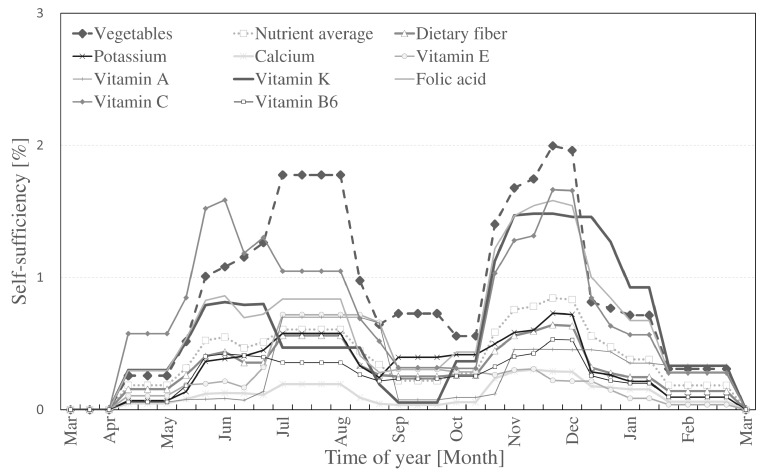 3
Vegetables Nutrient average Dietary fiber
Potassium Calcium Vitamin E
Vitamin A Vitamin K Folic acid
Vitamin C Vitamin B6
2
1
0
Self-sufficiency [%]
Mar Apr May Jun Jul Aug Sep Oct Nov Dec Jan Feb Mar
Time of year [Month]